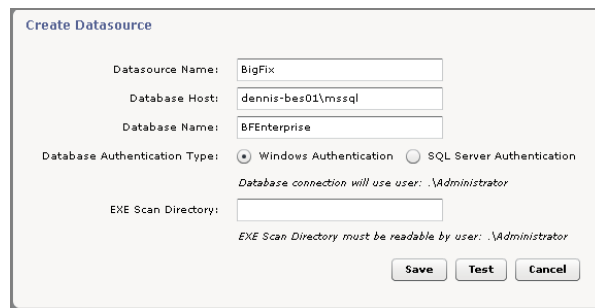 Create Datasource
Datasource Name: BigFix
Database Host: dennis-bes01\mssql
Database Name: BFEnterprise
Database Authentication Type: Windows Authentication SQL Server Authentication
Database connection will use user: .\Administrator
EXE Scan Directory:
EXE Scan Directory must be readable by user: .\Administrator
Save Test Cancel